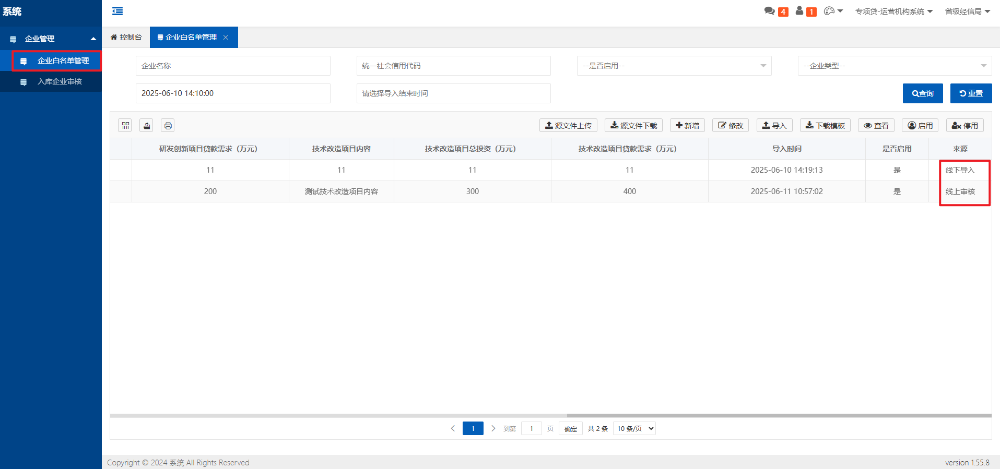 系统
4
1
专项贷-运营机构系统
省级经信局
企业管理
企业白名单管理
入库企业审核
控制台
企业白名单管理
企业名称
统一社会信用代码
--是否启用--
--企业类型--
2025-06-10 14:10:00
请选择导入结束时间
查询
重置
源文件上传
源文件下载
新增
修改
导入
下载模板
查看
启用
停用
研发创新项目贷款需求（万元）
技术改造项目内容
技术改造项目总投资（万元）
技术改造项目贷款需求（万元）
导入时间
是否启用
来源
11
11
11
11
2025-06-10 14:19:13
是
线下导入
200
测试技术改造项目内容
300
400
2025-06-11 10:57:02
是
线上审核
1
到第
1
页
确定
共 2 条
10 条/页
Copyright © 2024 系统 All Rights Reserved
version 1.55.8